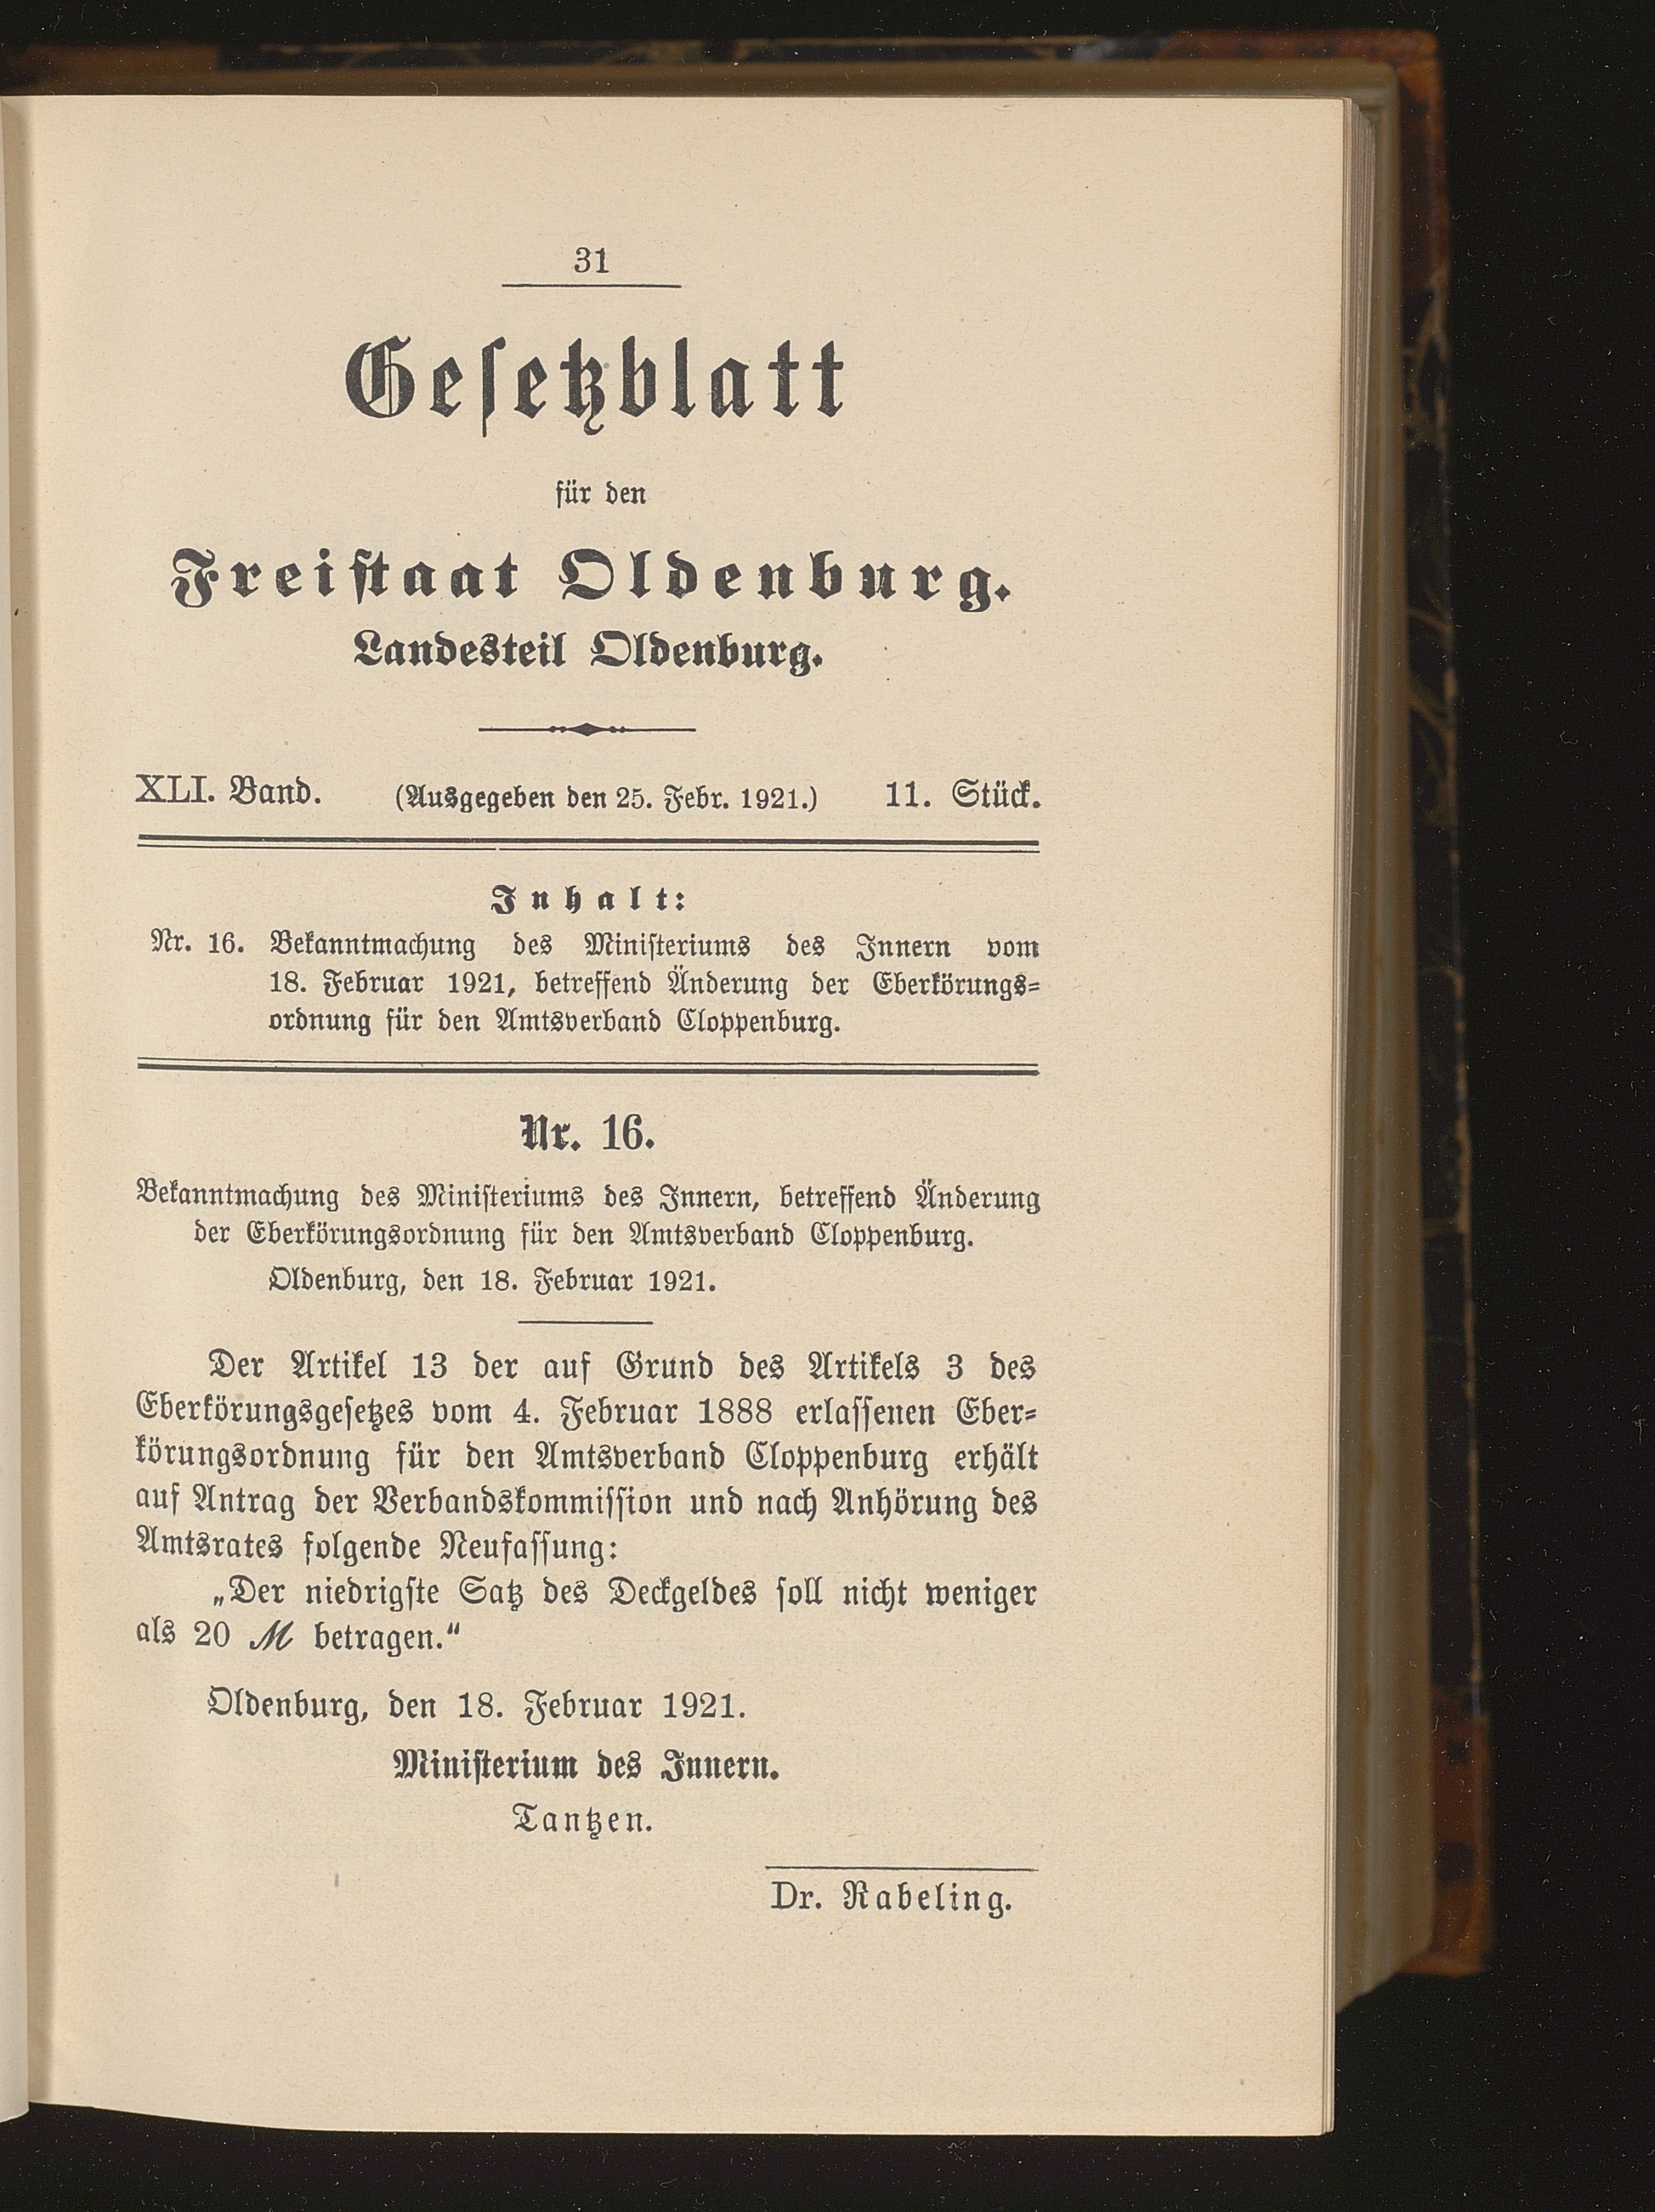 31
Gesetzblatt
für den
Freistaat Oldenburg.
Landesteil Oldenburg.
XLI. Band. (Ausgegeben den 25. Febr. 1921.) 11. Stück.
Inhalt:
Nr. 16. Bekanntmachung des Ministeriums des Innern vom
18. Februar 1921, betreffend Änderung der Eberkörungs-
ordnung für den Amtsverband Cloppenburg.
Nr. 16.
Bekanntmachung des Ministeriums des Innern, betreffend Änderung
der Eberkörungsordnung für den Amtsverband Cloppenburg.
Oldenburg, den 18. Februar 1921.
Der Artikel 13 der auf Grund des Artikels 3 des
Eberkörungsgesetzes vom 4. Februar 1888 erlassenen Eber-
körungsordnung für den Amtsverband Cloppenburg erhält
auf Antrag der Verbandskommission und nach Anhörung des
Amtsrates folgende Neufassung:
„Der niedrigste Satz des Deckgeldes soll nicht weniger
als 20 ℳ betragen.“
Oldenburg, den 18. Februar 1921.
Ministerium des Innern.
Tantzen.
Dr. Rabeling.